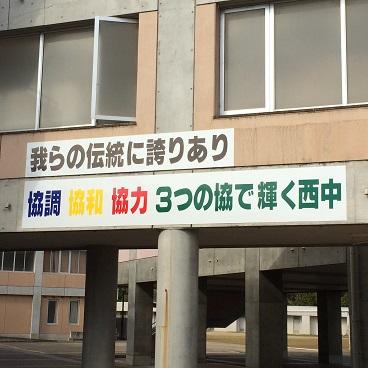 我らの伝統に誇りあり
協調 協和 協力 3つの協で輝く西中